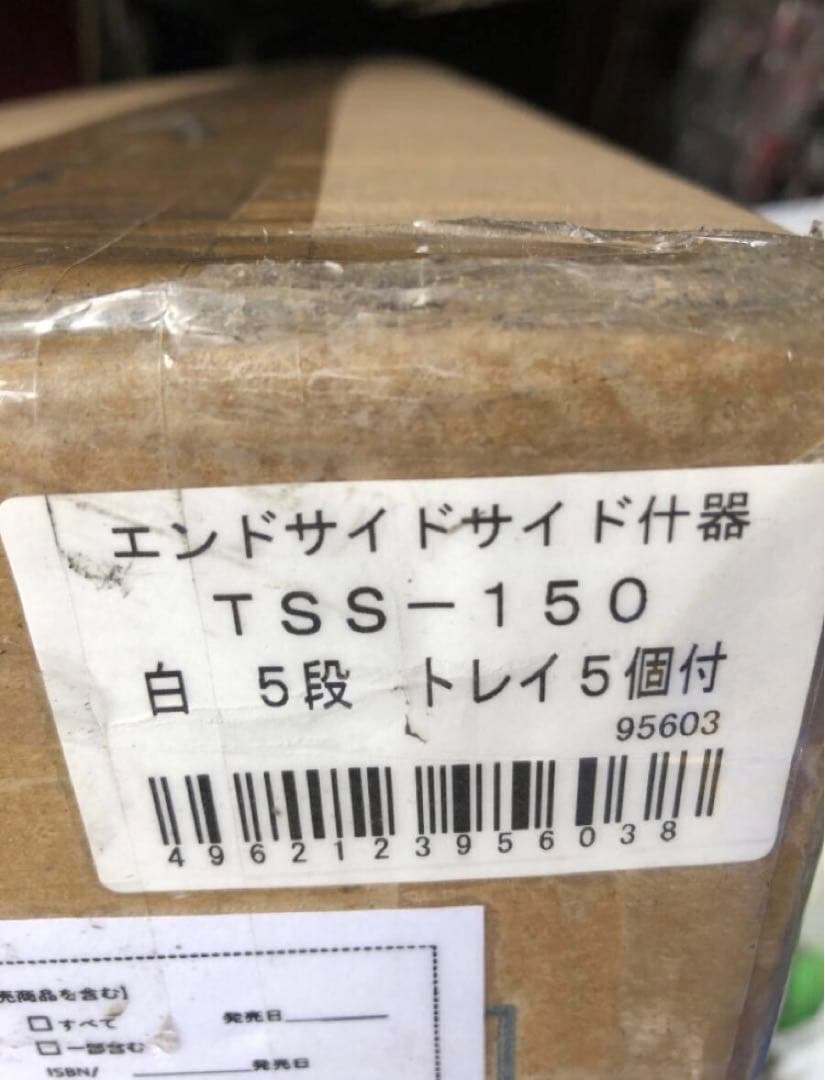 エンドサイドサイド什器
TSS-150
白　5段　トレイ5個付
95603
4962123956038
売商品を含む】
□すべて　発売日
□一部含む
ISBN/　発売日